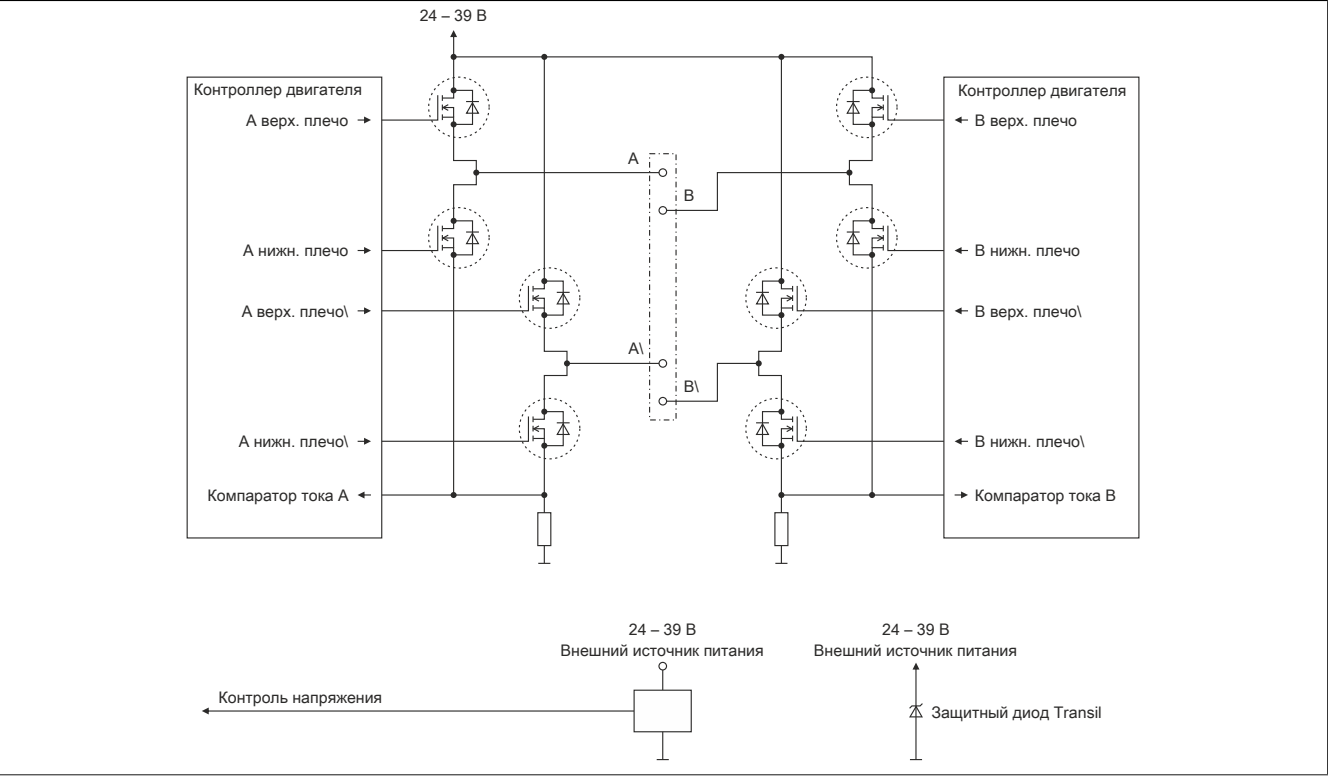 24 – 39 В
Контроллер двигателя
А верх. плечо
А нижн. плечо
А верх. плечо\
А нижн. плечо\
Компаратор тока А
A
B
A\
B\
Контроллер двигателя
В верх. плечо
В нижн. плечо
В верх. плечо\
В нижн. плечо\
Компаратор тока В
24 – 39 В
Внешний источник питания
Контроль напряжения
24 – 39 В
Внешний источник питания
Защитный диод Transil